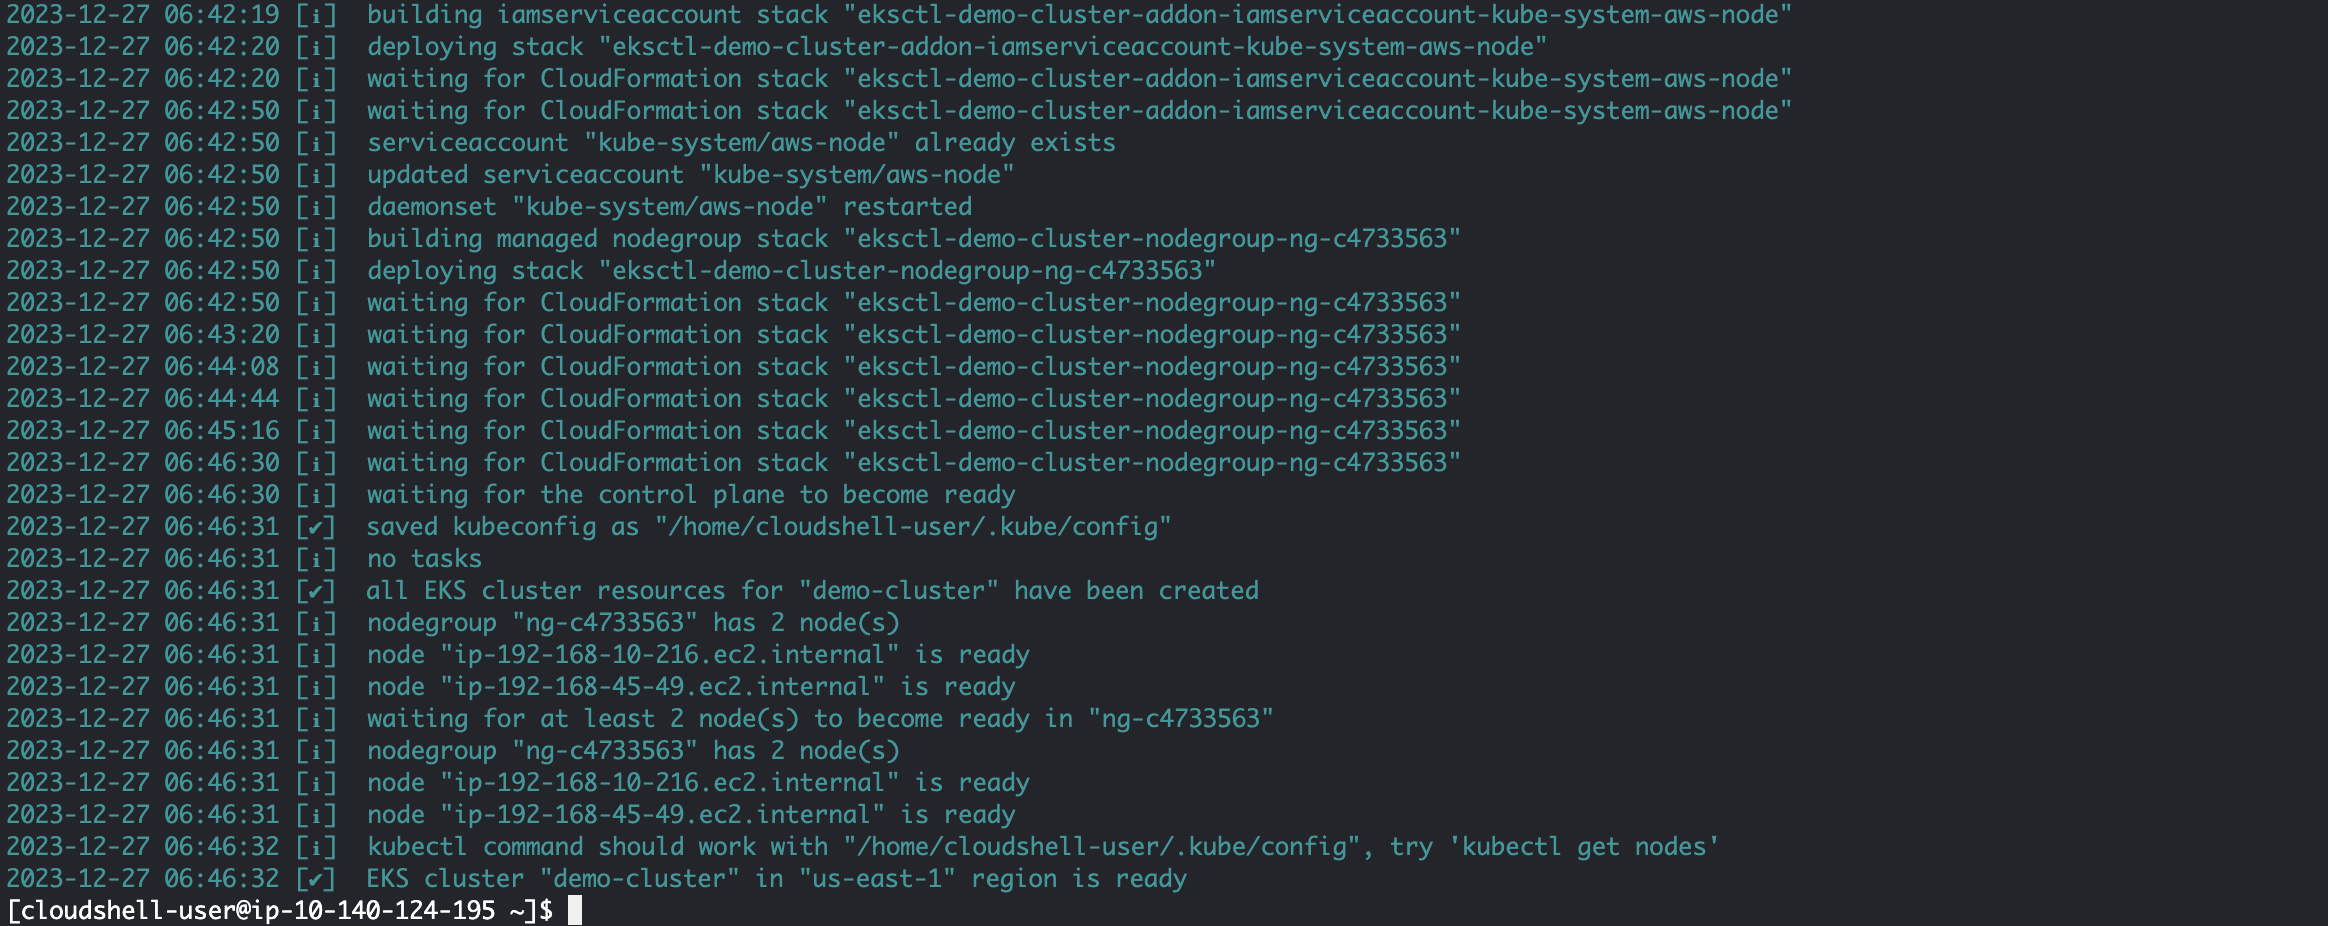 2023-12-27 06:42:19 [ℹ]  building iamserviceaccount stack "eksctl-demo-cluster-addon-iamserviceaccount-kube-system-aws-node"
2023-12-27 06:42:20 [ℹ]  deploying stack "eksctl-demo-cluster-addon-iamserviceaccount-kube-system-aws-node"
2023-12-27 06:42:20 [ℹ]  waiting for CloudFormation stack "eksctl-demo-cluster-addon-iamserviceaccount-kube-system-aws-node"
2023-12-27 06:42:50 [ℹ]  waiting for CloudFormation stack "eksctl-demo-cluster-addon-iamserviceaccount-kube-system-aws-node"
2023-12-27 06:42:50 [ℹ]  serviceaccount "kube-system/aws-node" already exists
2023-12-27 06:42:50 [ℹ]  updated serviceaccount "kube-system/aws-node"
2023-12-27 06:42:50 [ℹ]  daemonset "kube-system/aws-node" restarted
2023-12-27 06:42:50 [ℹ]  building managed nodegroup stack "eksctl-demo-cluster-nodegroup-ng-c4733563"
2023-12-27 06:42:50 [ℹ]  deploying stack "eksctl-demo-cluster-nodegroup-ng-c4733563"
2023-12-27 06:42:50 [ℹ]  waiting for CloudFormation stack "eksctl-demo-cluster-nodegroup-ng-c4733563"
2023-12-27 06:43:20 [ℹ]  waiting for CloudFormation stack "eksctl-demo-cluster-nodegroup-ng-c4733563"
2023-12-27 06:44:08 [ℹ]  waiting for CloudFormation stack "eksctl-demo-cluster-nodegroup-ng-c4733563"
2023-12-27 06:44:44 [ℹ]  waiting for CloudFormation stack "eksctl-demo-cluster-nodegroup-ng-c4733563"
2023-12-27 06:45:16 [ℹ]  waiting for CloudFormation stack "eksctl-demo-cluster-nodegroup-ng-c4733563"
2023-12-27 06:46:30 [ℹ]  waiting for CloudFormation stack "eksctl-demo-cluster-nodegroup-ng-c4733563"
2023-12-27 06:46:30 [ℹ]  waiting for the control plane to become ready
2023-12-27 06:46:31 [✔]  saved kubeconfig as "/home/cloudshell-user/.kube/config"
2023-12-27 06:46:31 [ℹ]  no tasks
2023-12-27 06:46:31 [✔]  all EKS cluster resources for "demo-cluster" have been created
2023-12-27 06:46:31 [ℹ]  nodegroup "ng-c4733563" has 2 node(s)
2023-12-27 06:46:31 [ℹ]  node "ip-192-168-10-216.ec2.internal" is ready
2023-12-27 06:46:31 [ℹ]  node "ip-192-168-45-49.ec2.internal" is ready
2023-12-27 06:46:31 [ℹ]  waiting for at least 2 node(s) to become ready in "ng-c4733563"
2023-12-27 06:46:31 [ℹ]  nodegroup "ng-c4733563" has 2 node(s)
2023-12-27 06:46:31 [ℹ]  node "ip-192-168-10-216.ec2.internal" is ready
2023-12-27 06:46:31 [ℹ]  node "ip-192-168-45-49.ec2.internal" is ready
2023-12-27 06:46:32 [ℹ]  kubectl command should work with "/home/cloudshell-user/.kube/config", try 'kubectl get nodes'
2023-12-27 06:46:32 [✔]  EKS cluster "demo-cluster" in "us-east-1" region is ready
[cloudshell-user@ip-10-140-124-195 ~]$